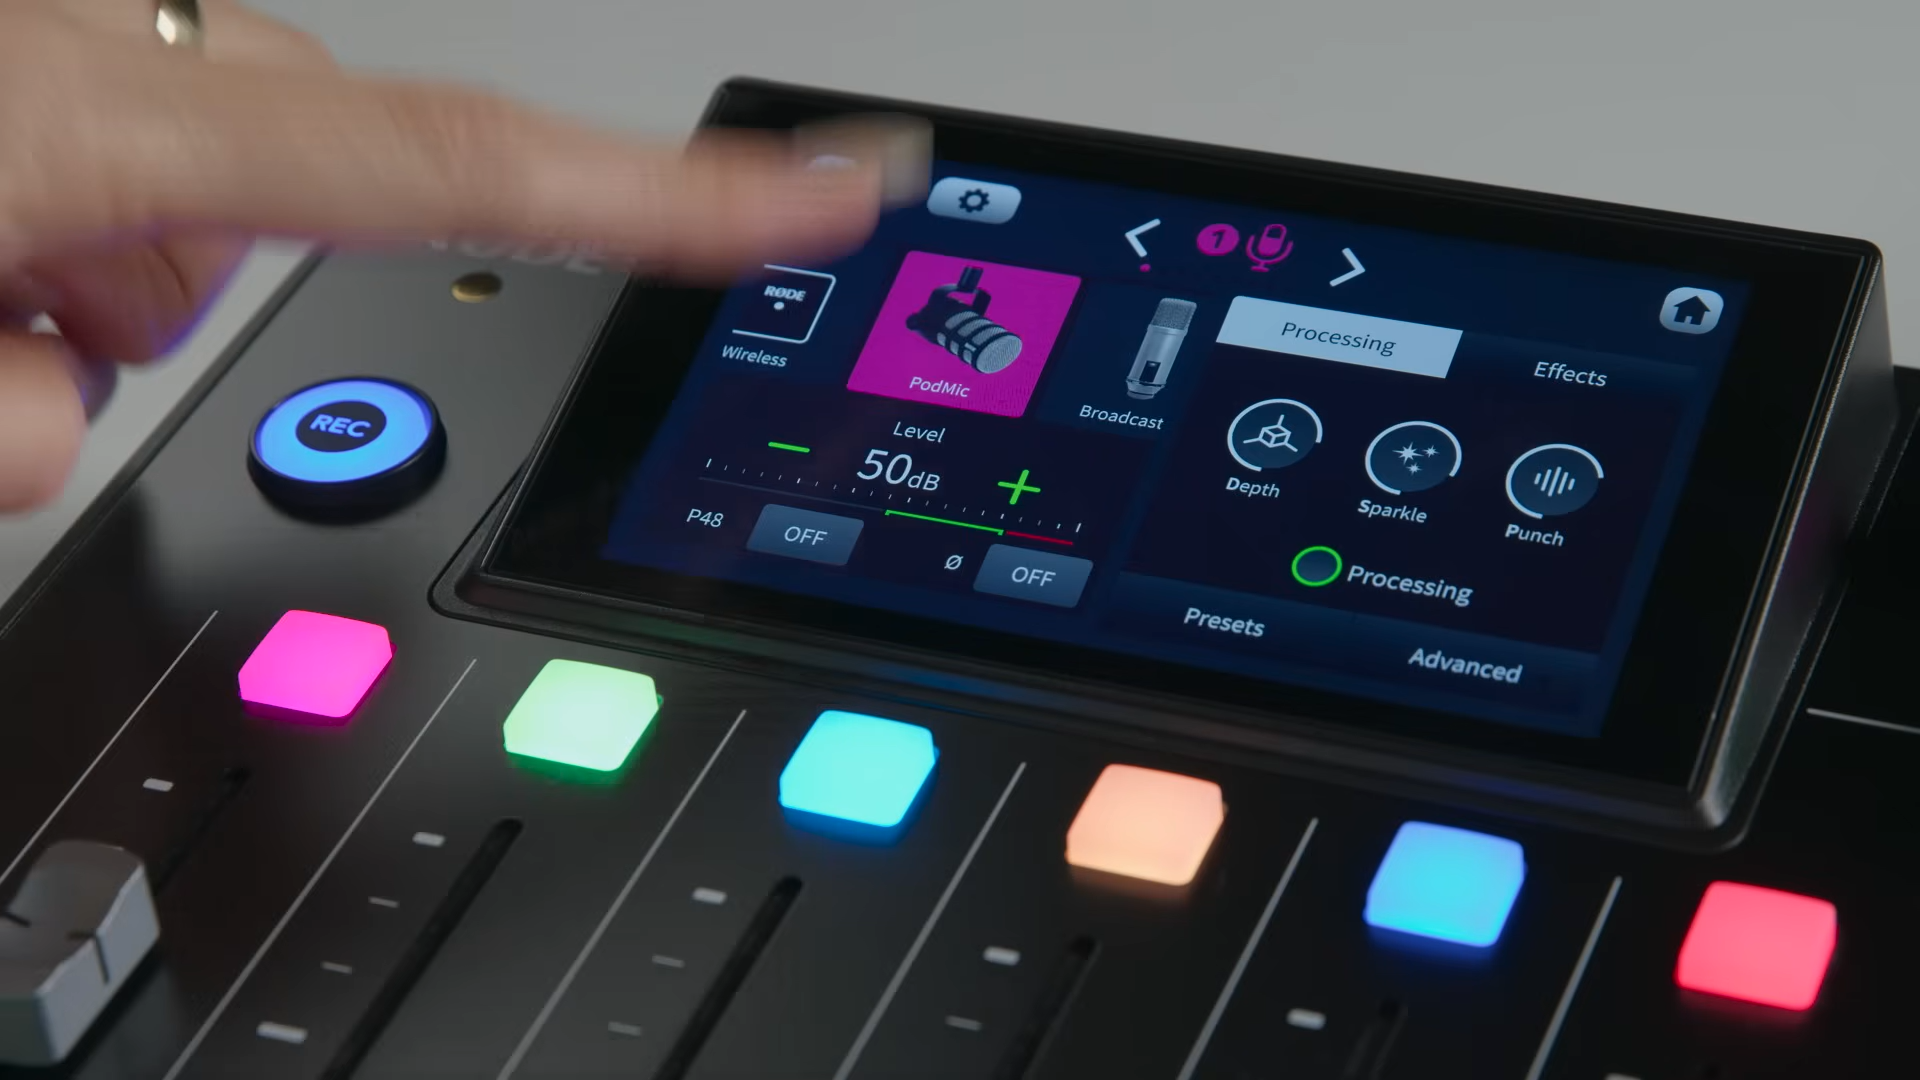 RØDE
1
RØDE
Wireless
PodMic
Broadcast
Processing
Effects
Level
50dB
Depth
Sparkle
Punch
P48
OFF
Ø
OFF
Processing
Presets
Advanced
REC